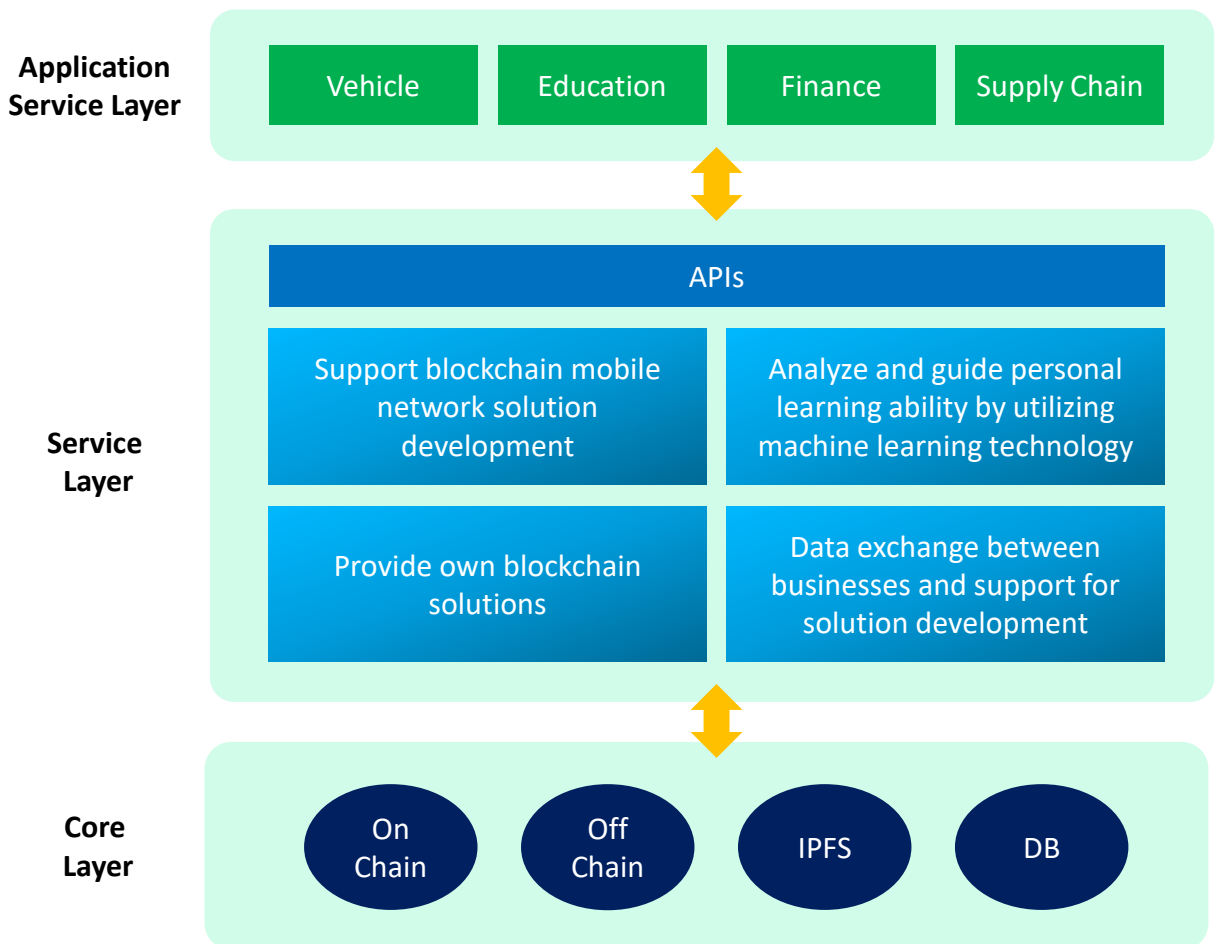 Application
Service Layer
Vehicle
Education
Finance
Supply Chain
Service
Layer
APIs
Support blockchain mobile
network solution
development
Analyze and guide personal
learning ability by utilizing
machine learning technology
Provide own blockchain
solutions
Data exchange between
businesses and support for
solution development
Core
Layer
On
Chain
Off
Chain
IPFS
DB